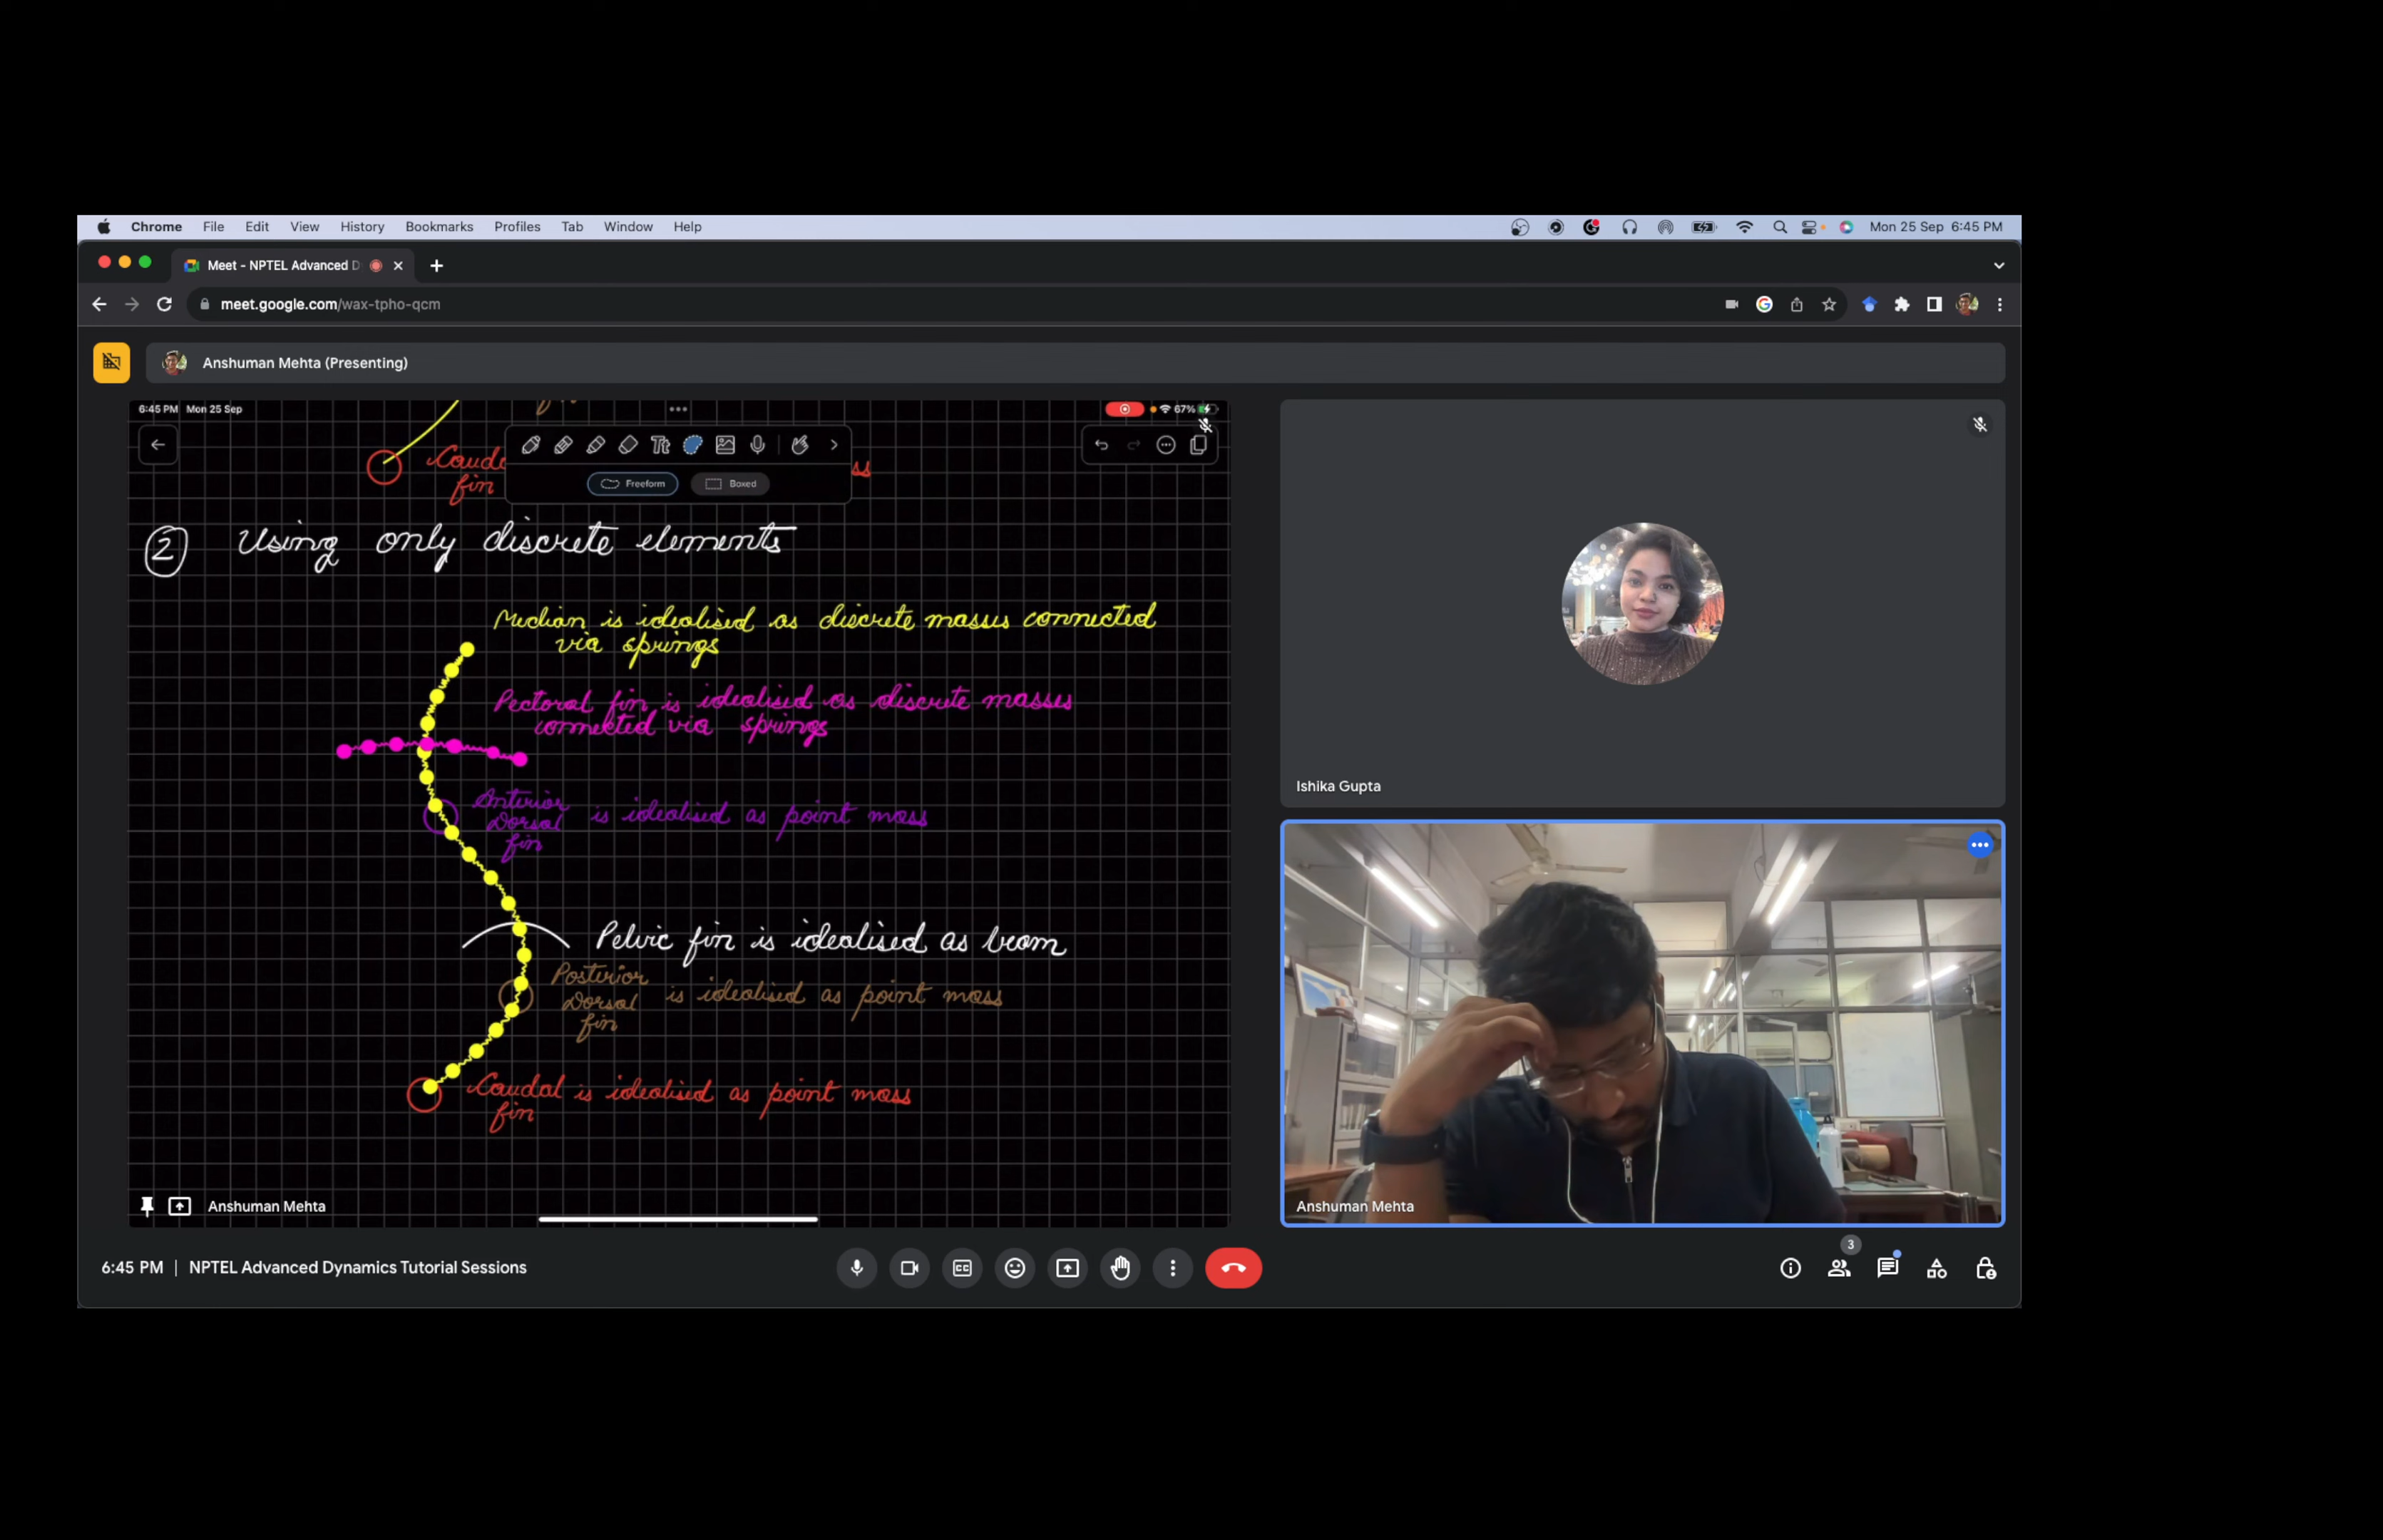 Chrome File Edit View History Bookmarks Profiles Tab Window Help Mon 25 Sep 6:45 PM
Meet - NPTEL Advanced D
meet.google.com/wax-tpho-qcm
Anshuman Mehta (Presenting)
6:45 PM Mon 25 Sep 67%
Freeform Boxed
Caud
fin
ss
2 Using only discrete elements
Median is idealised as discrete masses connected
via springs
Pectoral fin is idealised as discrete masses
connected via springs
Anterior
Dorsal is idealised as point mass
fin
Pelvic fin is idealised as beam
Posterior
Dorsal is idealised as point mass
fin
Caudal is idealised as point mass
fin
Anshuman Mehta
Ishika Gupta
Anshuman Mehta
3
6:45 PM | NPTEL Advanced Dynamics Tutorial Sessions